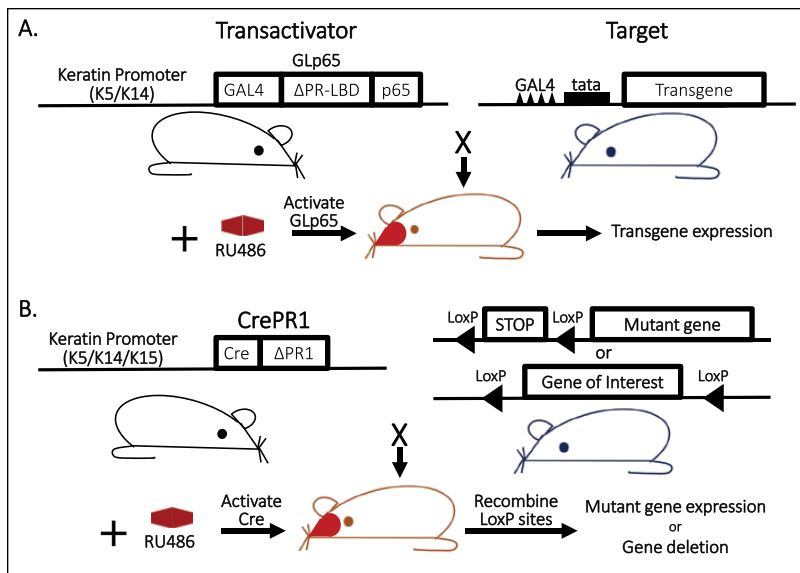 A.
Transactivator
Target
GLp65
Keratin Promoter
(K5/K14)
GAL4
ΔPR-LBD
p65
GAL4
tata
Transgene
X
+
RU486
Activate
GLp65
Transgene expression
B.
CrePR1
Keratin Promoter
(K5/K14/K15)
Cre
ΔPR1
LoxP
STOP
LoxP
Mutant gene
or
LoxP
Gene of Interest
LoxP
X
+
RU486
Activate
Cre
Recombine
LoxP sites
Mutant gene expression
or
Gene deletion